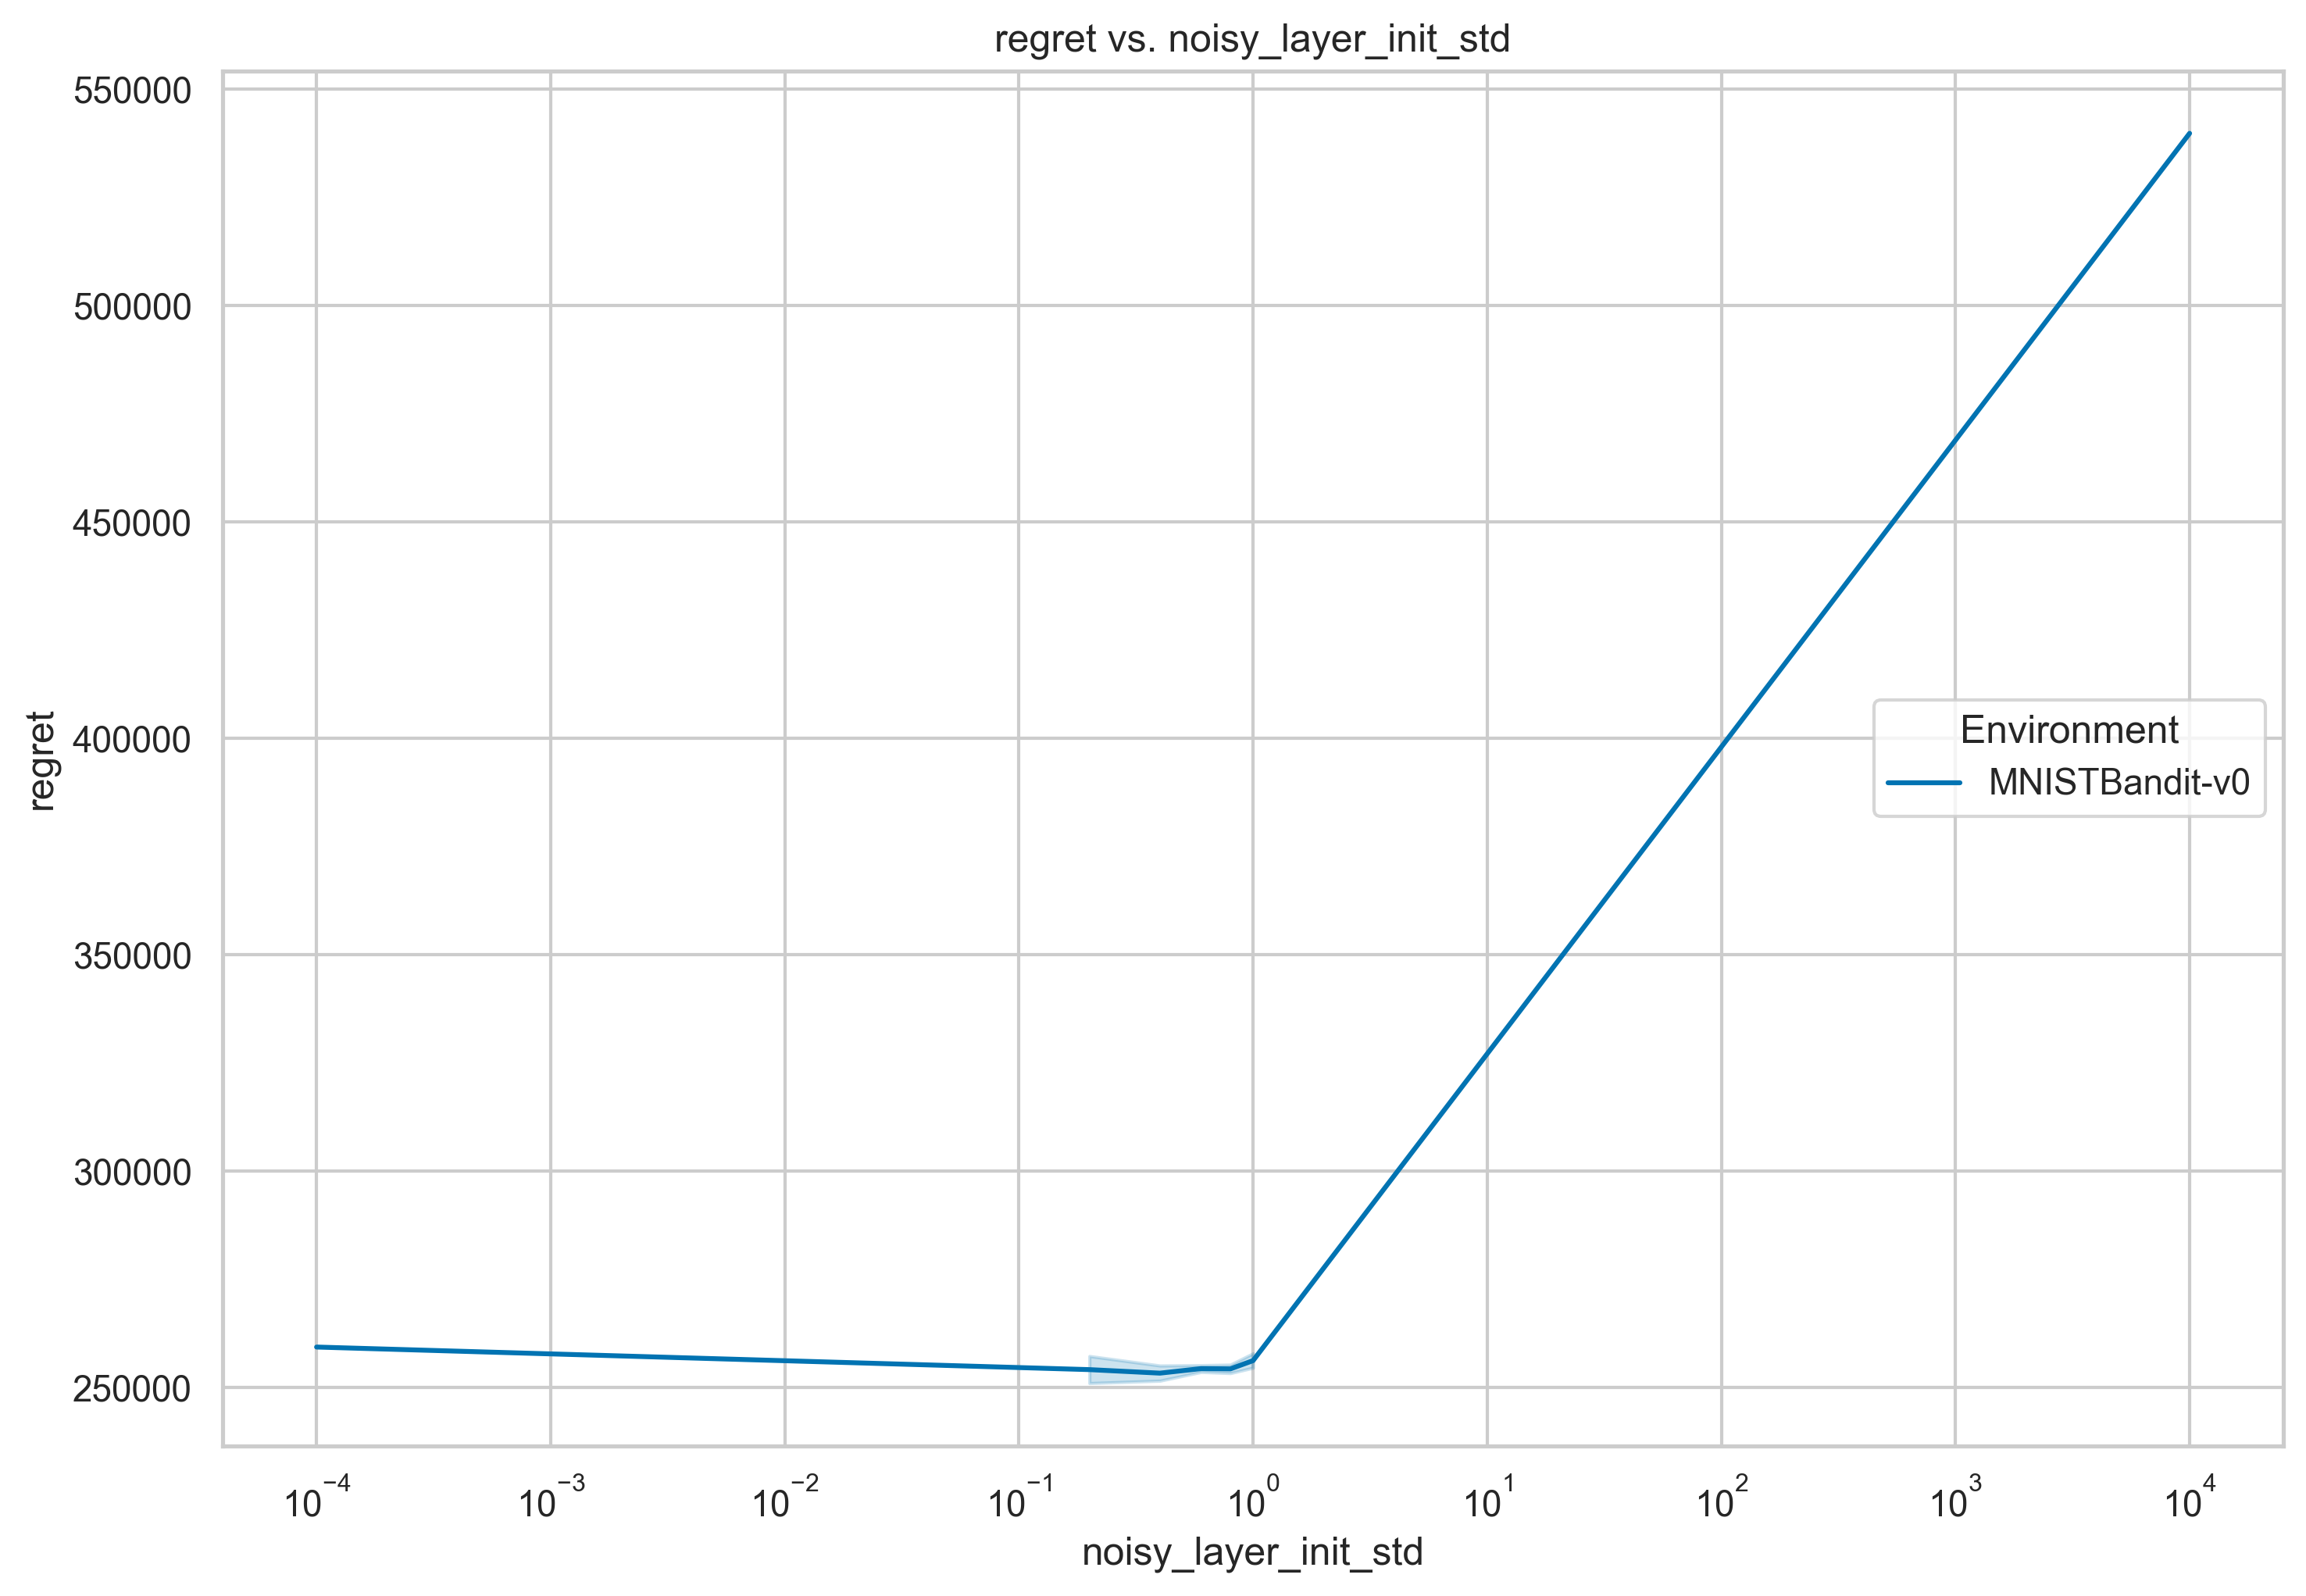 regret vs. noisy_layer_init_std
550000
500000
450000
400000
350000
300000
250000
regret
Environment
MNISTBandit-v0
10⁻⁴ 10⁻³ 10⁻² 10⁻¹ 10⁰ 10¹ 10² 10³ 10⁴
noisy_layer_init_std